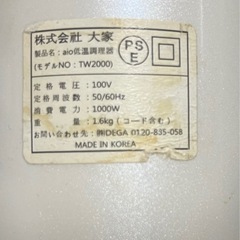 株式会社 大家
製品名：aio低温調理器
(モデルNO：TW2000)
PS
E
定格電圧：100V
定格周波数：50/60Hz
消費電力：1000W
重量：1.6kg（コード含む）
お問い合わせ先：㈱DEGA 0120-835-058
MADE IN KOREA